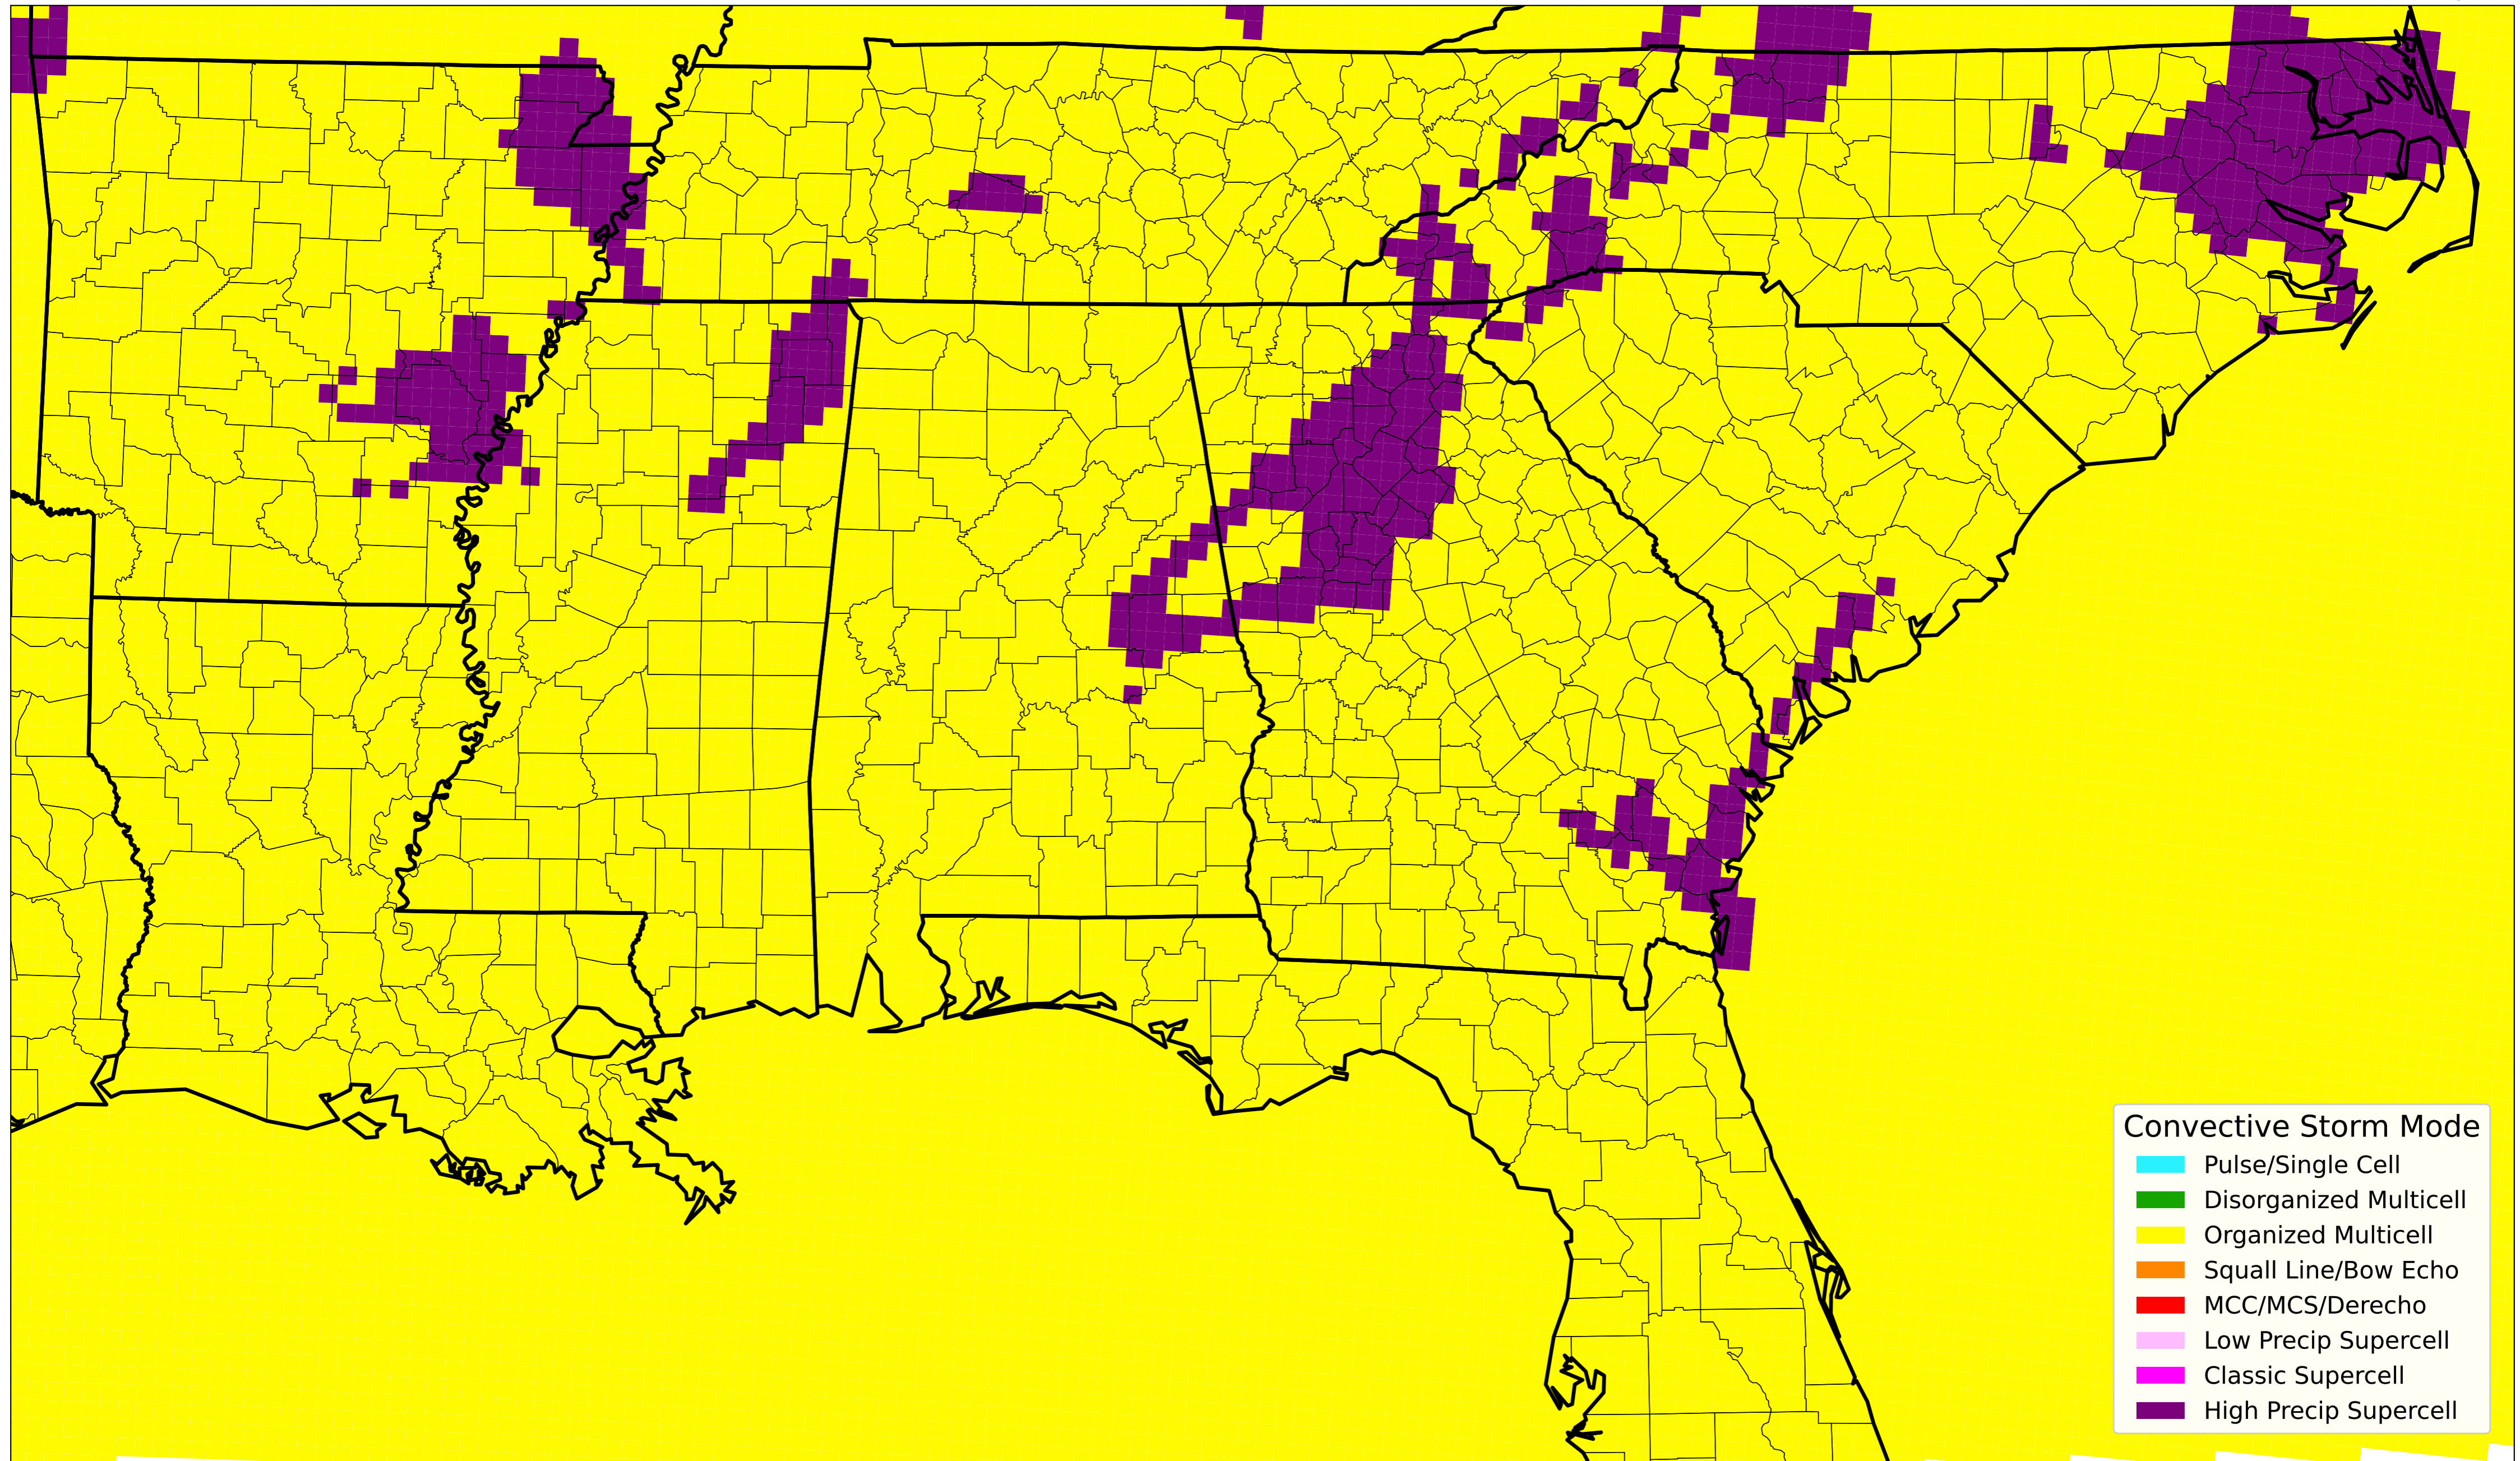 Convective Storm Mode
Pulse/Single Cell
Disorganized Multicell
Organized Multicell
Squall Line/Bow Echo
MCC/MCS/Derecho
Low Precip Supercell
Classic Supercell
High Precip Supercell